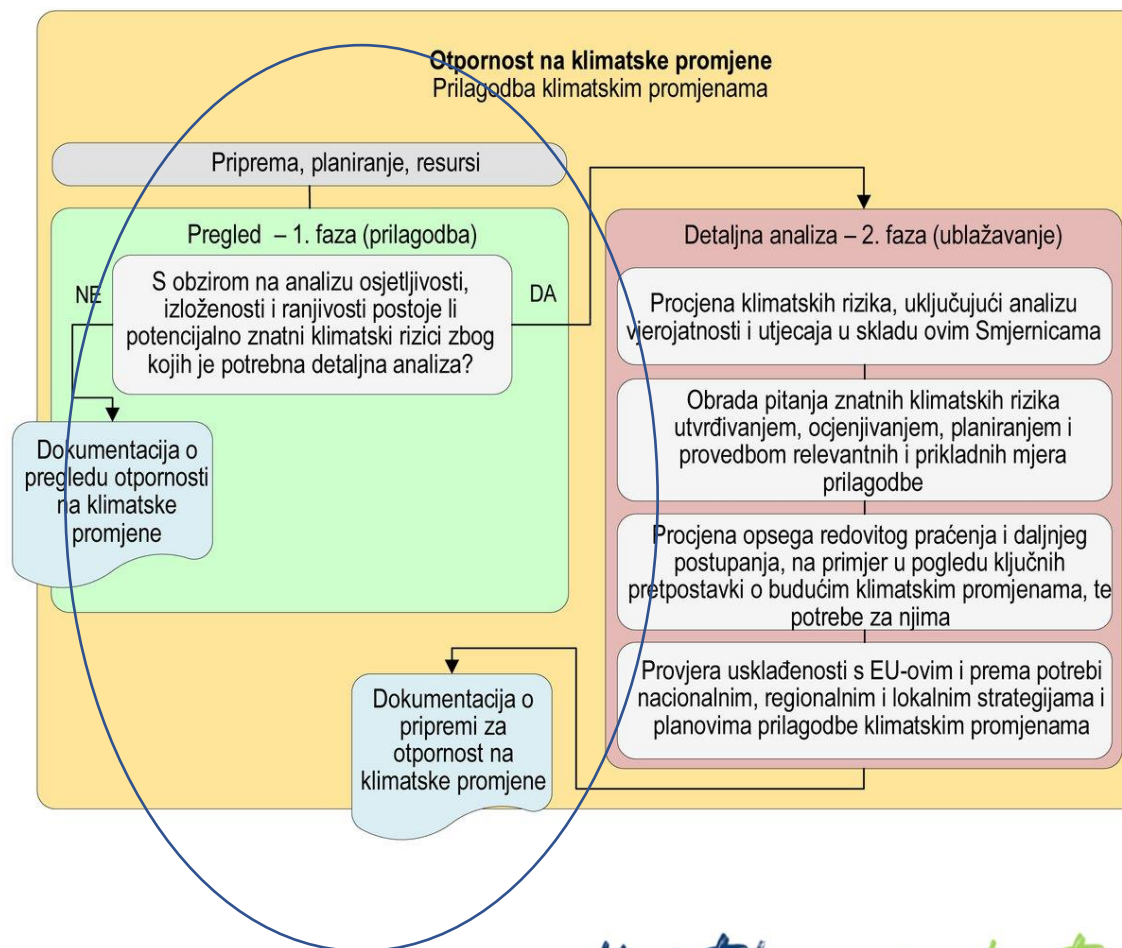 Otpornost na klimatske promjene
Prilagodba klimatskim promjenama
Priprema, planiranje, resursi
Pregled – 1. faza (prilagodba)
NE
S obzirom na analizu osjetljivosti,
izloženosti i ranjivosti postoje li
potencijalno znatni klimatski rizici zbog
kojih je potrebna detaljna analiza?
DA
Dokumentacija o
pregledu otpornosti
na klimatske
promjene
Detaljna analiza – 2. faza (ublažavanje)
Procjena klimatskih rizika, uključujući analizu
vjerojatnosti i utjecaja u skladu ovim Smjernicama
Obrada pitanja znatnih klimatskih rizika
utvrđivanjem, ocjenjivanjem, planiranjem i
provedbom relevantnih i prikladnih mjera
prilagodbe
Procjena opsega redovitog praćenja i daljnjeg
postupanja, na primjer u pogledu ključnih
pretpostavki o budućim klimatskim promjenama, te
potrebe za njima
Provjera usklađenosti s EU-ovim i prema potrebi
nacionalnim, regionalnim i lokalnim strategijama i
planovima prilagodbe klimatskim promjenama
Dokumentacija o
pripremi za
otpornost na
klimatske promjene